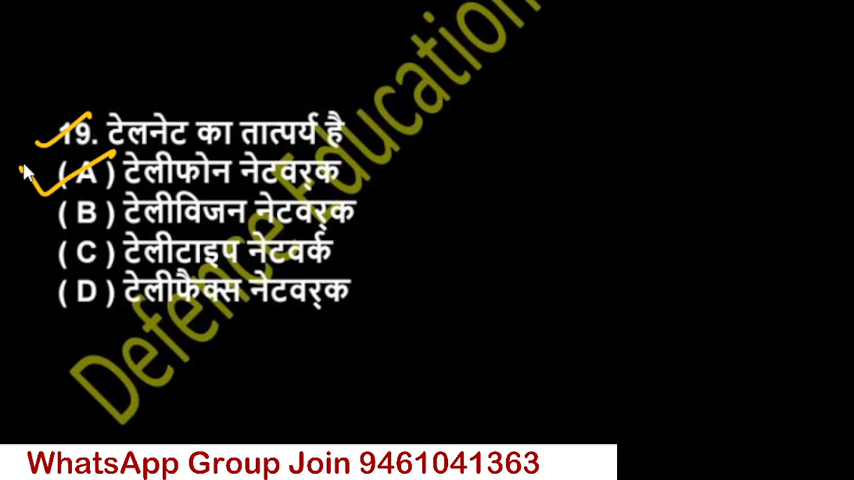 19. टेलनेट का तात्पर्य है
( A ) टेलीफोन नेटवर्‌क
( B ) टेलीविजन नेटवर्‌क
( C ) टेलीटाइप नेटवर्क
( D ) टेलीफैक्स नेटवर्‌क
Defence Education
WhatsApp Group Join 9461041363